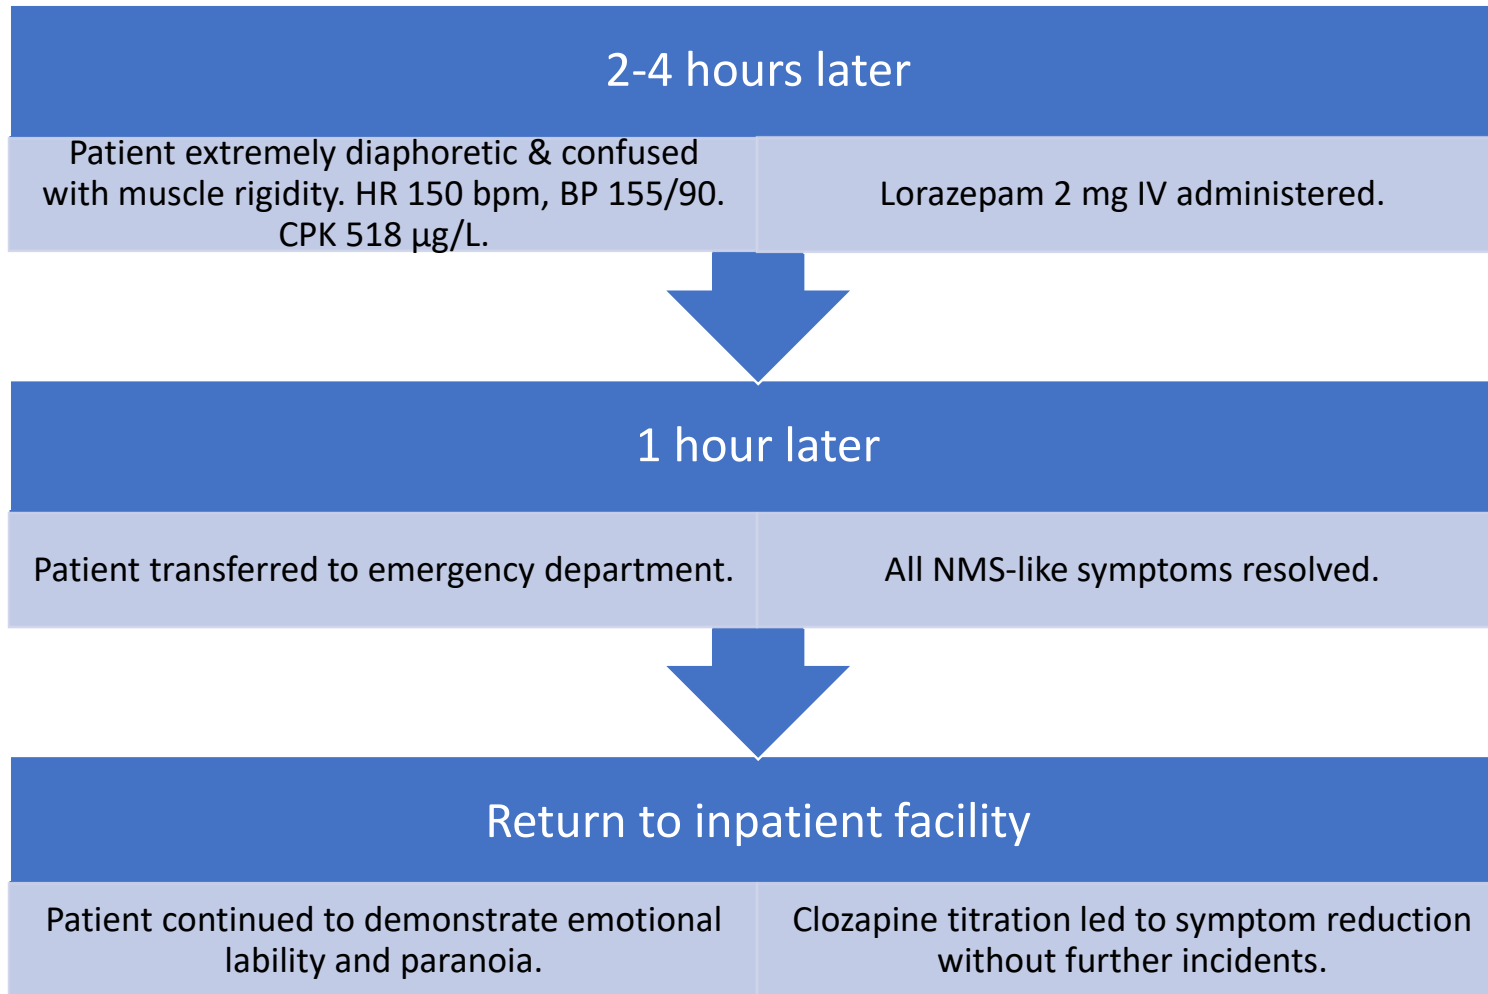 2-4 hours later
Patient extremely diaphoretic & confused
with muscle rigidity. HR 150 bpm, BP 155/90.
CPK 518 µg/L.
Lorazepam 2 mg IV administered.
1 hour later
Patient transferred to emergency department.
All NMS-like symptoms resolved.
Return to inpatient facility
Patient continued to demonstrate emotional
lability and paranoia.
Clozapine titration led to symptom reduction
without further incidents.